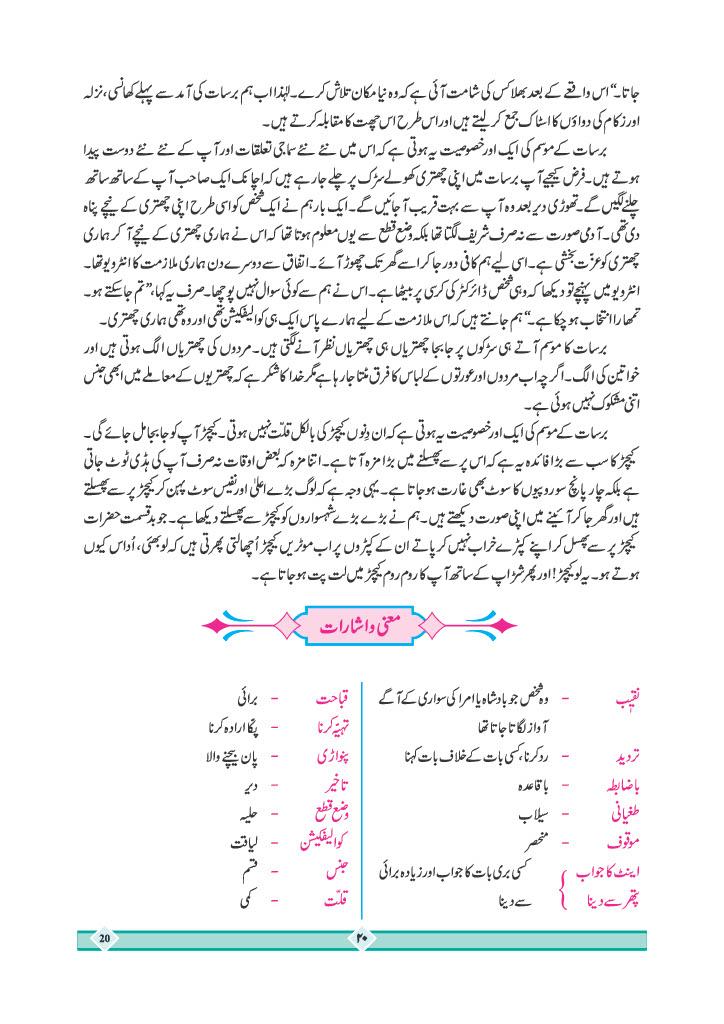 جاتا۔“ اس واقعے کے بعد بھلا کس کی شامت آئی ہے کہ وہ نیا مکان تلاش کرے۔ لہٰذا اب ہم برسات کی آمد سے پہلے کھانسی، نزلہ
اور زکام کی دواؤں کا اسٹاک جمع کر لیتے ہیں اور اس طرح اس چھت کا مقابلہ کرتے ہیں۔
برسات کے موسم کی ایک اور خصوصیت یہ ہوتی ہے کہ اس میں نئے نئے سماجی تعلقات اور آپ کے نئے نئے دوست پیدا
ہوتے ہیں۔ فرض کیجیے آپ برسات میں اپنی چھتری کھولے سڑک پر چلے جا رہے ہیں کہ اچانک ایک صاحب آپ کے ساتھ ساتھ
چلنے لگیں گے۔ تھوڑی دیر بعد وہ آپ سے بہت قریب آ جائیں گے۔ ایک بار ہم نے ایک شخص کو اسی طرح اپنی چھتری کے نیچے پناہ
دی تھی۔ آدمی صورت سے نہ صرف شریف لگتا تھا بلکہ وضع قطع سے یوں معلوم ہوتا تھا کہ اس نے ہماری چھتری کے نیچے آ کر ہماری
چھتری کو عزّت بخشی ہے۔ اسی لیے ہم کافی دور جا کر اسے گھر تک چھوڑ آئے۔ اتفاق سے دوسرے دن ہماری ملازمت کا انٹرویو تھا۔
انٹرویو میں پہنچے تو دیکھا کہ وہی شخص ڈائرکٹر کی کرسی پر بیٹھا ہے۔ اس نے ہم سے کوئی سوال نہیں پوچھا۔ صرف یہ کہا، ”تم جا سکتے ہو۔
تمھارا انتخاب ہو چکا ہے۔“ ہم جانتے ہیں کہ اس ملازمت کے لیے ہمارے پاس ایک ہی کوالیفکیشن تھی اور وہ تھی ہماری چھتری۔
برسات کا موسم آتے ہی سڑکوں پر جا بجا چھتریاں ہی چھتریاں نظر آنے لگتی ہیں۔ مردوں کی چھتریاں الگ ہوتی ہیں اور
خواتین کی الگ۔ اگرچہ اب مردوں اور عورتوں کے لباس کا فرق مٹتا جا رہا ہے مگر خدا کا شکر ہے کہ چھتریوں کے معاملے میں ابھی جنس
اتنی مشکوک نہیں ہوئی ہے۔
برسات کے موسم کی ایک اور خصوصیت یہ ہوتی ہے کہ ان دِنوں کیچڑ کی بالکل قلّت نہیں ہوتی۔ کیچڑ آپ کو جا بجا مل جائے گی۔
کیچڑ کا سب سے بڑا فائدہ یہ ہے کہ اس پر سے پھسلنے میں بڑا مزہ آتا ہے۔ اتنا مزہ کہ بعض اوقات نہ صرف آپ کی ہڈی ٹوٹ جاتی
ہے بلکہ چار پانچ سو روپیوں کا سوٹ بھی غارت ہو جاتا ہے۔ یہی وجہ ہے کہ لوگ بڑے اعلیٰ اور نفیس سوٹ پہن کر کیچڑ پر سے پھسلتے
ہیں اور گھر جا کر آئینے میں اپنی صورت دیکھتے ہیں۔ ہم نے بڑے بڑے شہسواروں کو کیچڑ سے پھسلتے دیکھا ہے۔ جو بدقسمت حضرات
کیچڑ پر سے پھسل کر اپنے کپڑے خراب نہیں کر پاتے ان کے کپڑوں پر اب موٹریں کیچڑ اُچھالتی پھرتی ہیں کہ لو بھئی، اُداس کیوں
ہوتے ہو۔ یہ لو کیچڑ! اور پھر شڑاپ کے ساتھ آپ کا روم روم کیچڑ میں لت پت ہو جاتا ہے۔
معنی و اشارات
نقیب - وہ شخص جو بادشاہ یا امرا کی سواری کے آگے
آواز لگاتا جاتا تھا
تردید - رد کرنا، کسی بات کے خلاف بات کہنا
باضابطہ - باقاعدہ
طغیانی - سیلاب
موقوف - منحصر
اینٹ کا جواب } کسی بری بات کا جواب اور زیادہ برائی
پتھر سے دینا } سے دینا
قباحت - برائی
تہیّہ کرنا - پکّا ارادہ کرنا
پنواڑی - پان بیچنے والا
تاخیر - دیر
وضع قطع - حلیہ
کوالیفکیشن - لیاقت
جنس - قسم
قلّت - کمی
20
۲۰